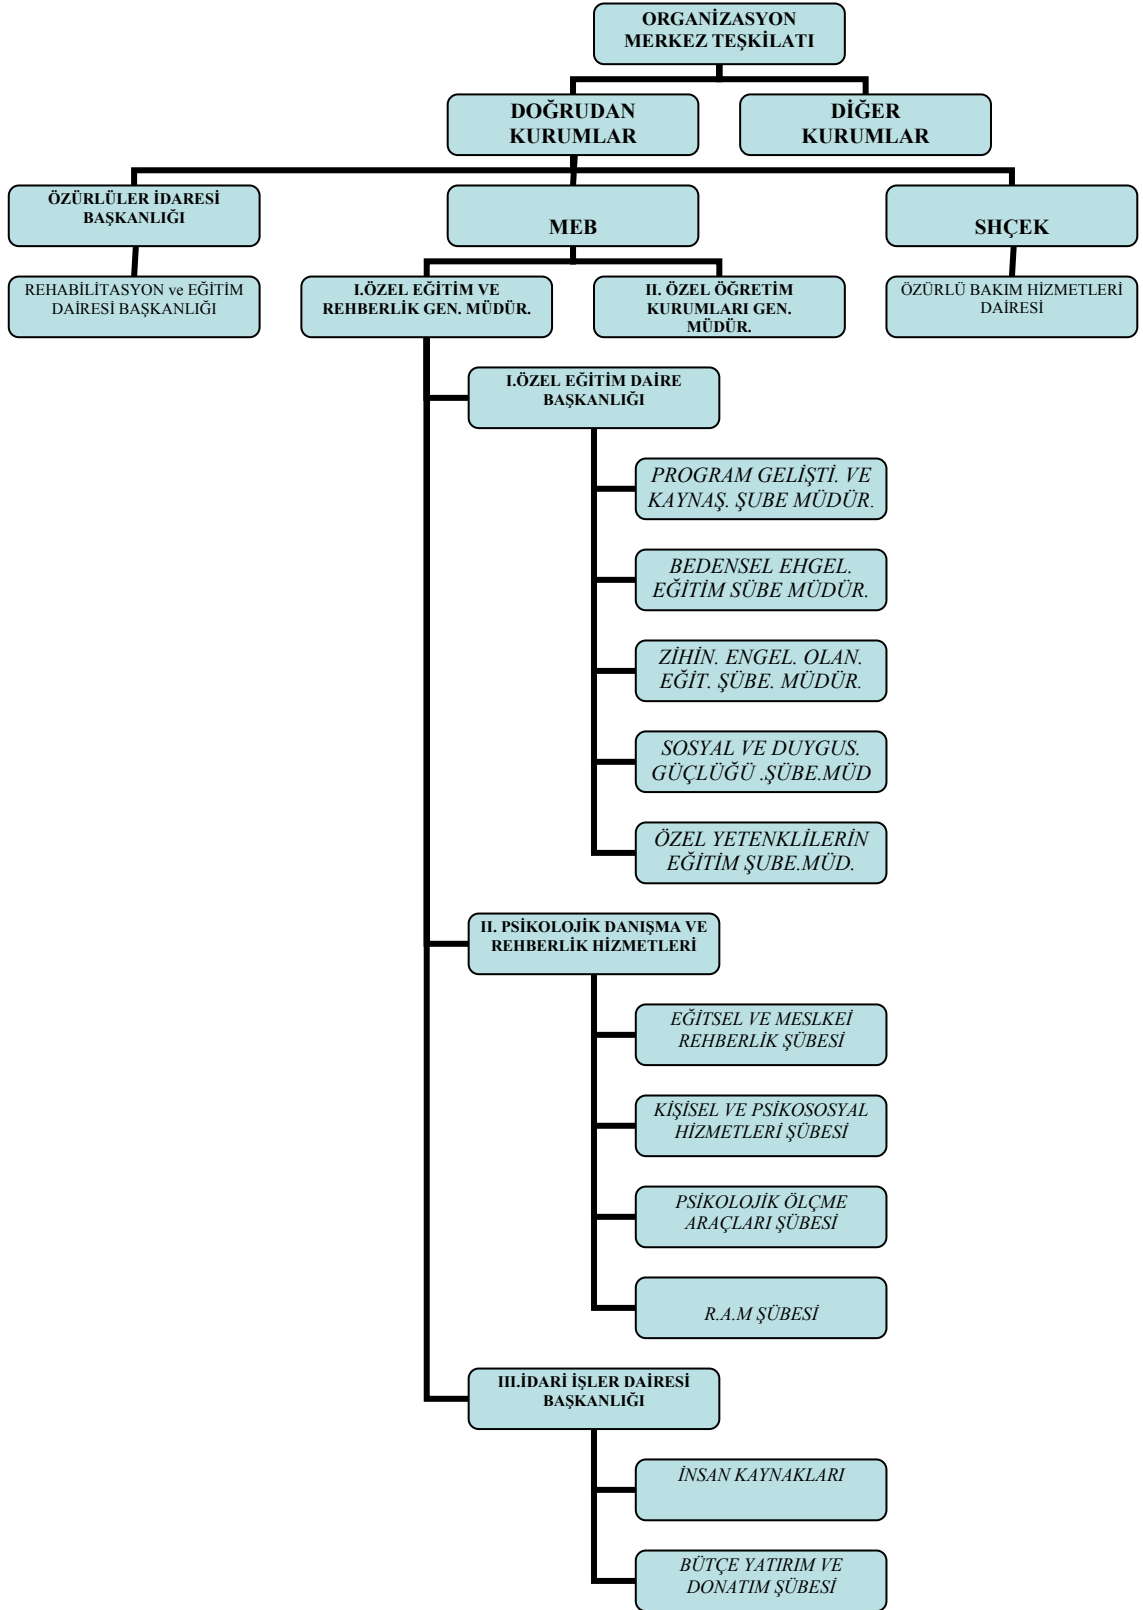 ORGANİZASYON
MERKEZ TEŞKİLATI
DOĞRUDAN
KURUMLAR
DİĞER
KURUMLAR
ÖZÜRLÜLER İDARESİ
BAŞKANLIĞI
MEB
SHÇEK
REHABİLİTASYON ve EĞİTİM
DAİRESİ BAŞKANLIĞI
I.ÖZEL EĞİTİM VE
REHBERLİK GEN. MÜDÜR.
II. ÖZEL ÖĞRETİM
KURUMLARI GEN.
MÜDÜR.
ÖZÜRLÜ BAKIM HİZMETLERİ
DAİRESİ
I.ÖZEL EĞİTİM DAİRE
BAŞKANLIĞI
PROGRAM GELİŞTİ. VE
KAYNAŞ. ŞUBE MÜDÜR.
BEDENSEL EHGEL.
EĞİTİM SÜBE MÜDÜR.
ZİHİN. ENGEL. OLAN.
EĞİT. ŞÜBE. MÜDÜR.
SOSYAL VE DUYGUS.
GÜÇLÜĞÜ .ŞÜBE.MÜD
ÖZEL YETENKLİLERİN
EĞİTİM ŞUBE.MÜD.
II. PSİKOLOJİK DANIŞMA VE
REHBERLİK HİZMETLERİ
EĞİTSEL VE MESLKEİ
REHBERLİK ŞÜBESİ
KİŞİSEL VE PSİKOSOSYAL
HİZMETLERİ ŞÜBESİ
PSİKOLOJİK ÖLÇME
ARAÇLARI ŞÜBESİ
R.A.M ŞÜBESİ
III.İDARİ İŞLER DAİRESİ
BAŞKANLIĞI
İNSAN KAYNAKLARI
BÜTÇE YATIRIM VE
DONATIM ŞÜBESİ